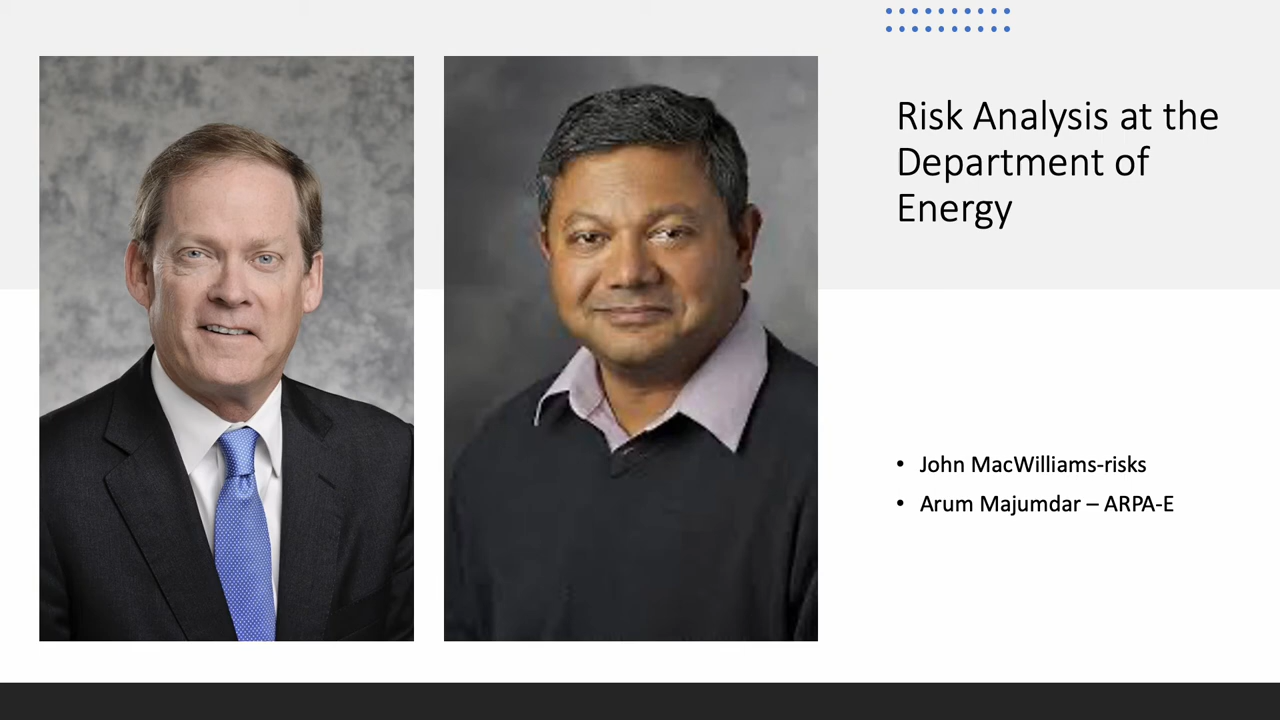 Risk Analysis at the
Department of
Energy
• John MacWilliams-risks
• Arum Majumdar – ARPA-E